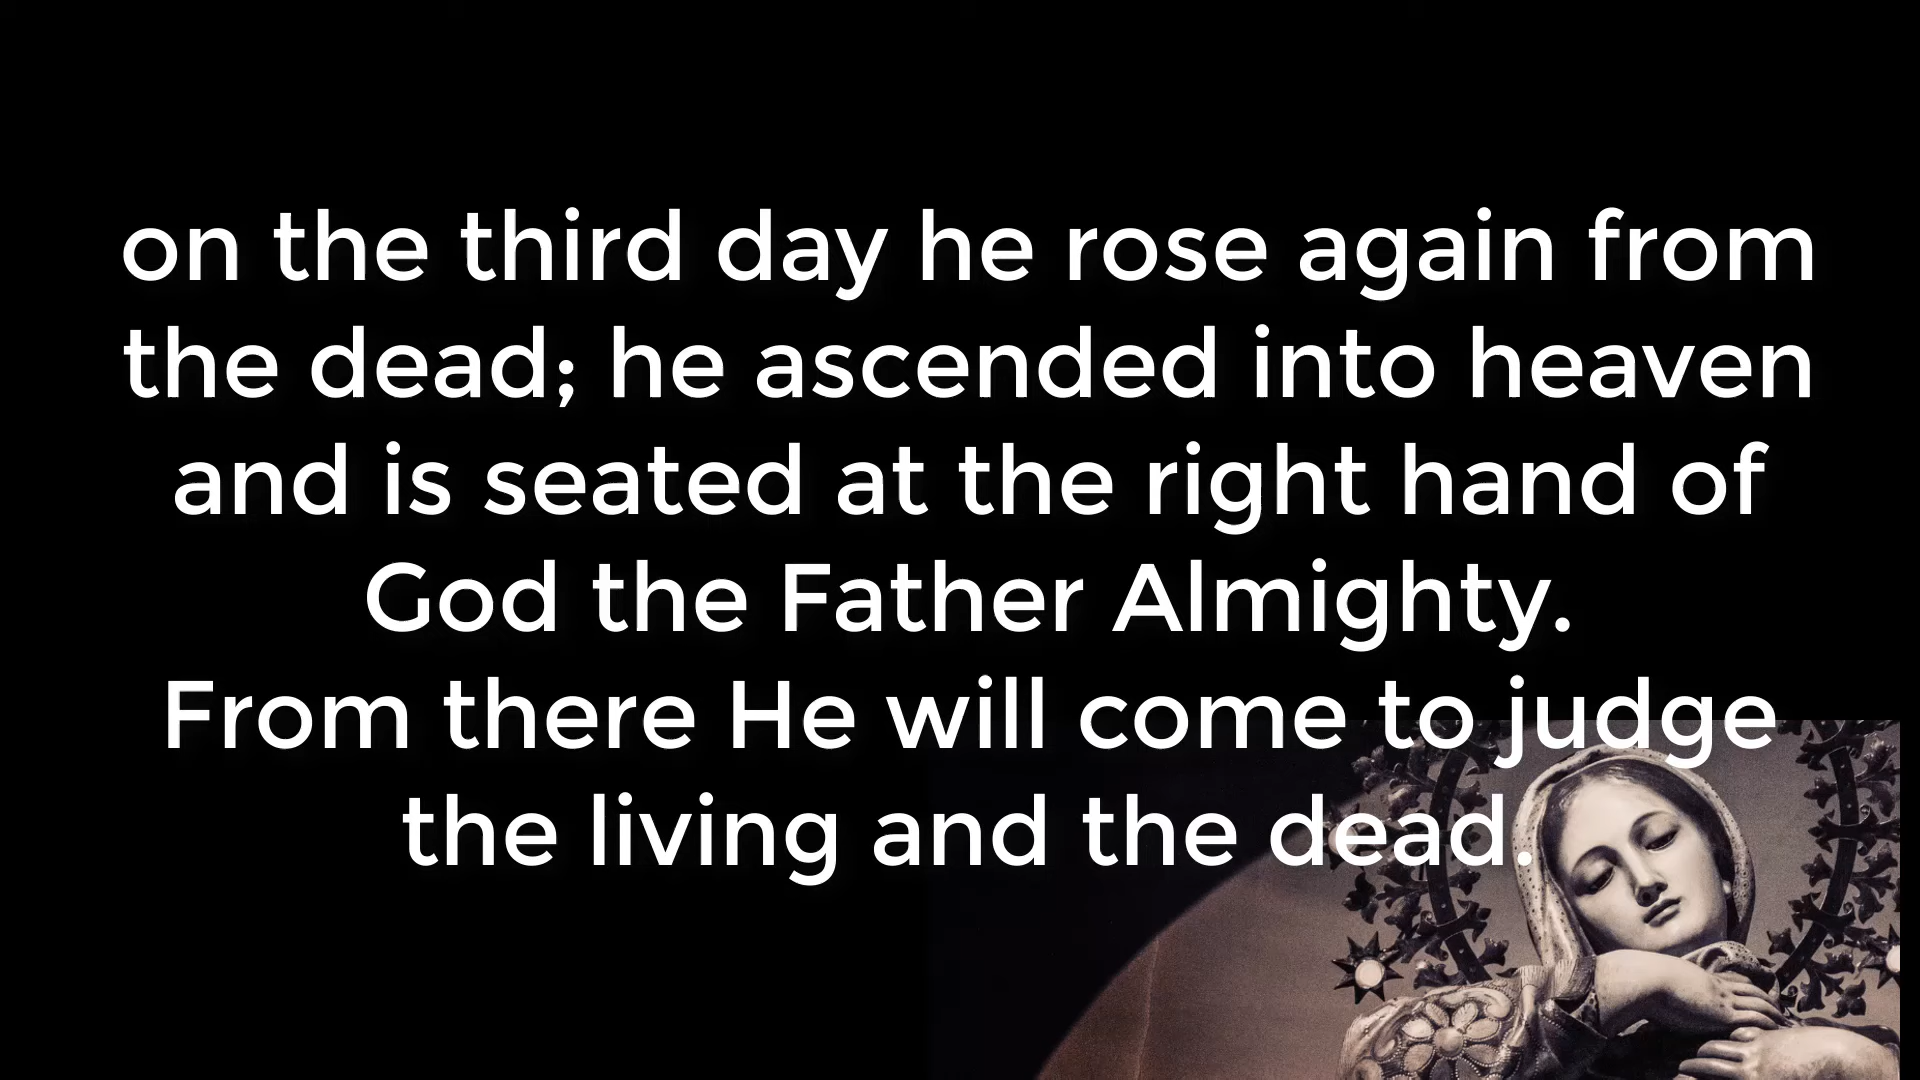 on the third day he rose again from
the dead; he ascended into heaven
and is seated at the right hand of
God the Father Almighty.
From there He will come to judge
the living and the dead.